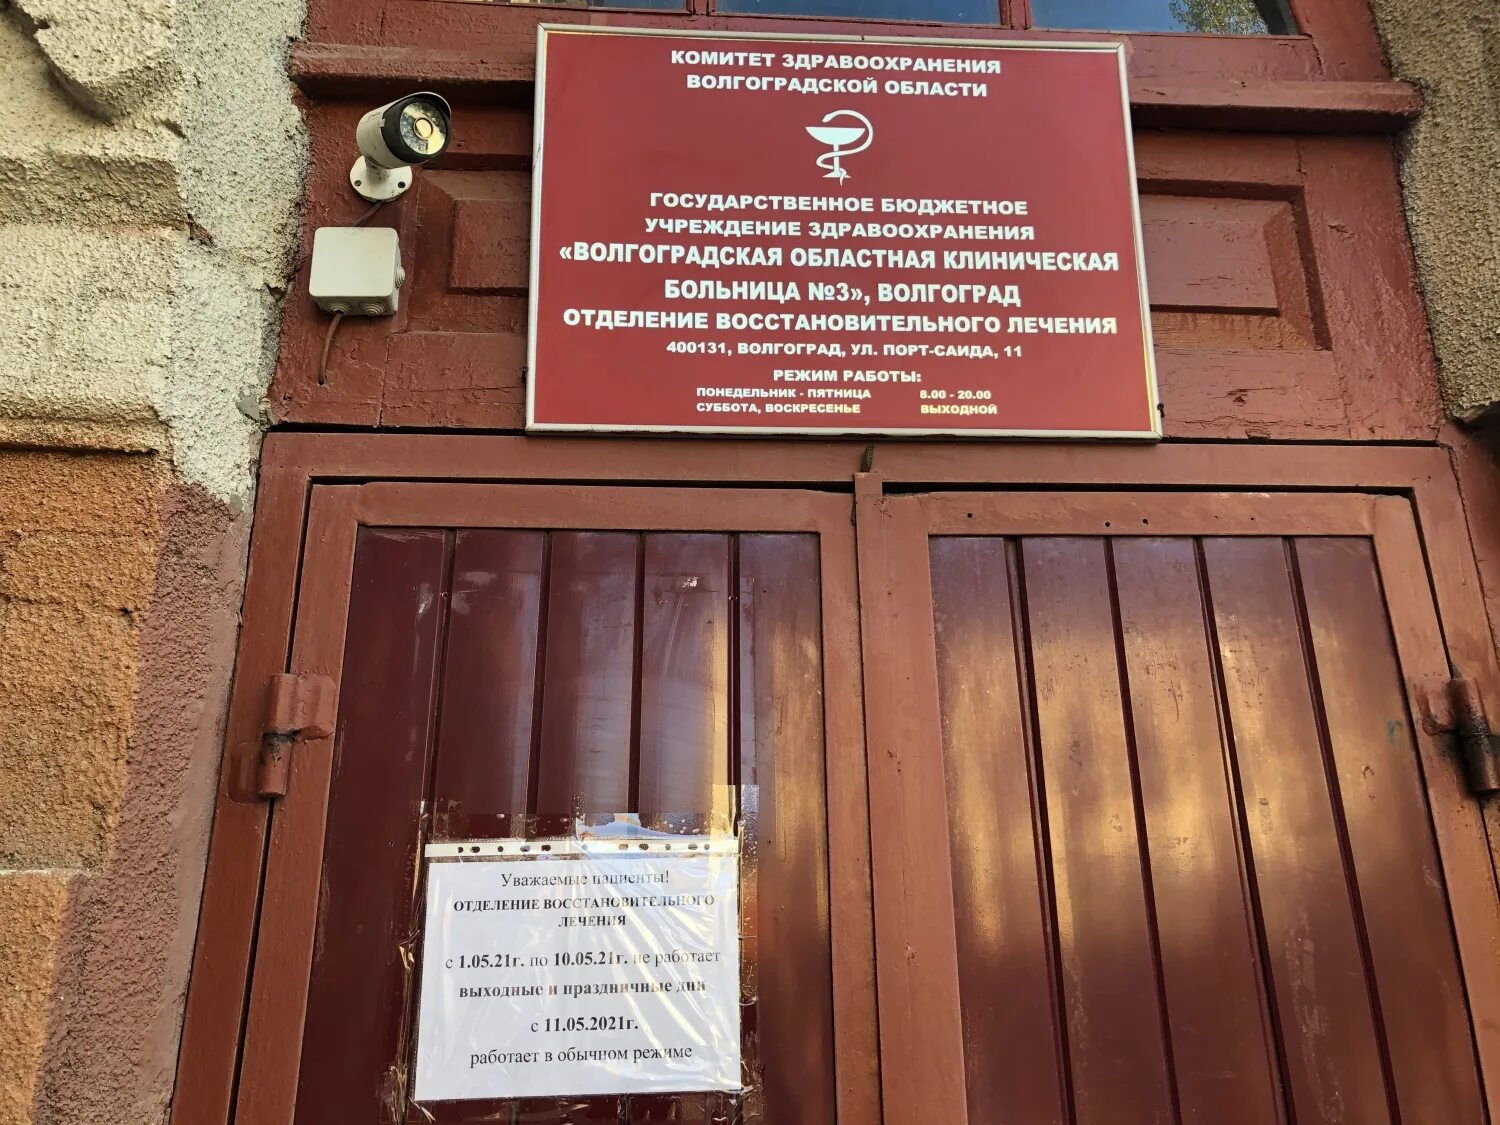 КОМИТЕТ ЗДРАВООХРАНЕНИЯ
ВОЛГОГРАДСКОЙ ОБЛАСТИ
ГОСУДАРСТВЕННОЕ БЮДЖЕТНОЕ
УЧРЕЖДЕНИЕ ЗДРАВООХРАНЕНИЯ
«ВОЛГОГРАДСКАЯ ОБЛАСТНАЯ КЛИНИЧЕСКАЯ
БОЛЬНИЦА №3», ВОЛГОГРАД
ОТДЕЛЕНИЕ ВОССТАНОВИТЕЛЬНОГО ЛЕЧЕНИЯ
400131, ВОЛГОГРАД, УЛ. ПОРТ-САИДА, 11
РЕЖИМ РАБОТЫ:
ПОНЕДЕЛЬНИК - ПЯТНИЦА 8.00 - 20.00
СУББОТА, ВОСКРЕСЕНЬЕ ВЫХОДНОЙ
Уважаемые пациенты!
ОТДЕЛЕНИЕ ВОССТАНОВИТЕЛЬНОГО
ЛЕЧЕНИЯ
с 1.05.21г. по 10.05.21г. не работает
выходные и праздничные дни
с 11.05.2021г.
работает в обычном режиме